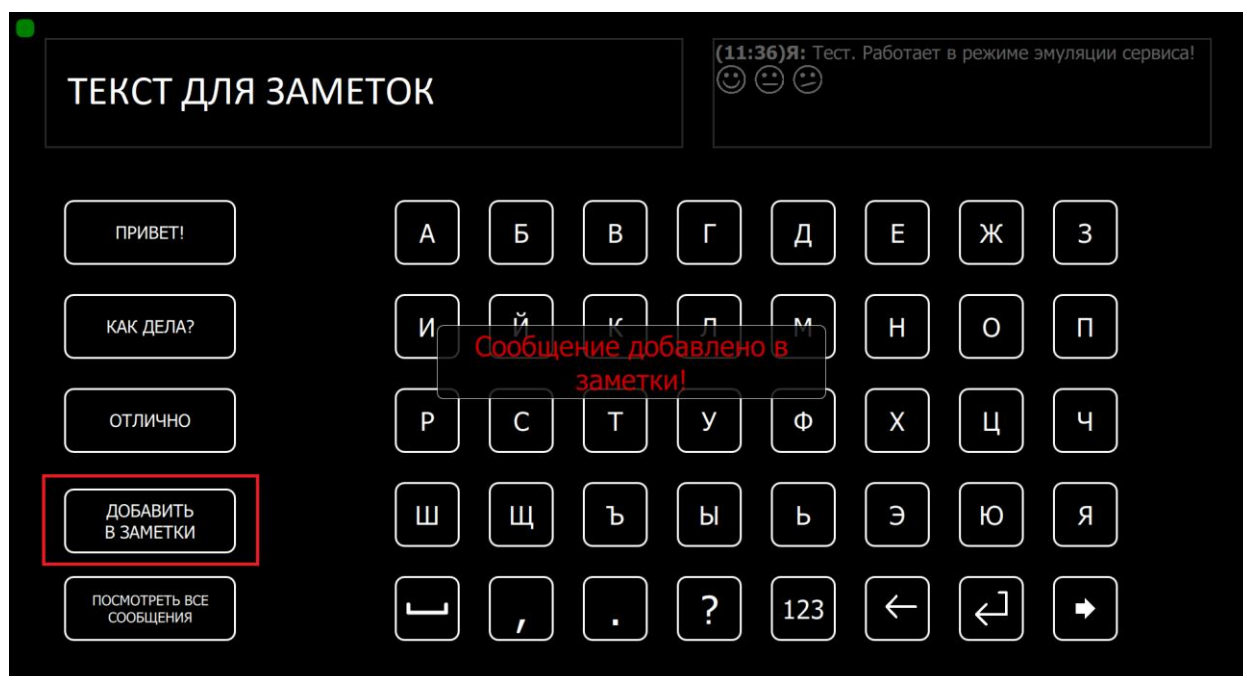 ТЕКСТ ДЛЯ ЗАМЕТОК
(11:36)Я: Тест. Работает в режиме эмуляции сервиса!
ПРИВЕТ!
А Б В Г Д Е Ж З
КАК ДЕЛА?
И Й К Л М Н О П
Сообщение добавлено в
заметки!
ОТЛИЧНО
Р С Т У Ф Х Ц Ч
ДОБАВИТЬ
В ЗАМЕТКИ
Ш Щ Ъ Ы Ь Э Ю Я
ПОСМОТРЕТЬ ВСЕ
СООБЩЕНИЯ
, . ? 123